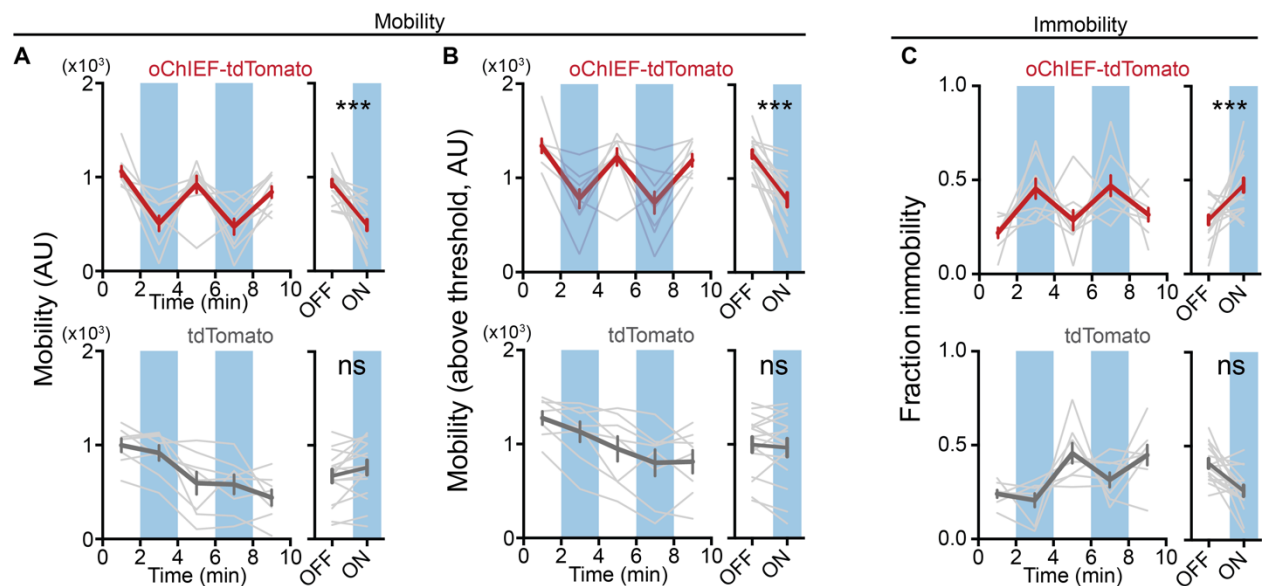 Mobility
Immobility
A
(x10³)
oChIEF-tdTomato
2
1
0
Mobility (AU)
***
0 2 4 6 8 10
Time (min)
OFF
ON
(x10³)
tdTomato
2
1
0
ns
0 2 4 6 8 10
Time (min)
OFF
ON
B
(x10³)
oChIEF-tdTomato
2
1
0
Mobility (above threshold, AU)
***
0 2 4 6 8 10
Time (min)
OFF
ON
(x10³)
tdTomato
2
1
0
ns
0 2 4 6 8 10
Time (min)
OFF
ON
C
oChIEF-tdTomato
1.0
0.5
0.0
Fraction immobility
***
0 2 4 6 8 10
OFF
ON
tdTomato
1.0
0.5
0.0
ns
0 2 4 6 8 10
Time (min)
OFF
ON